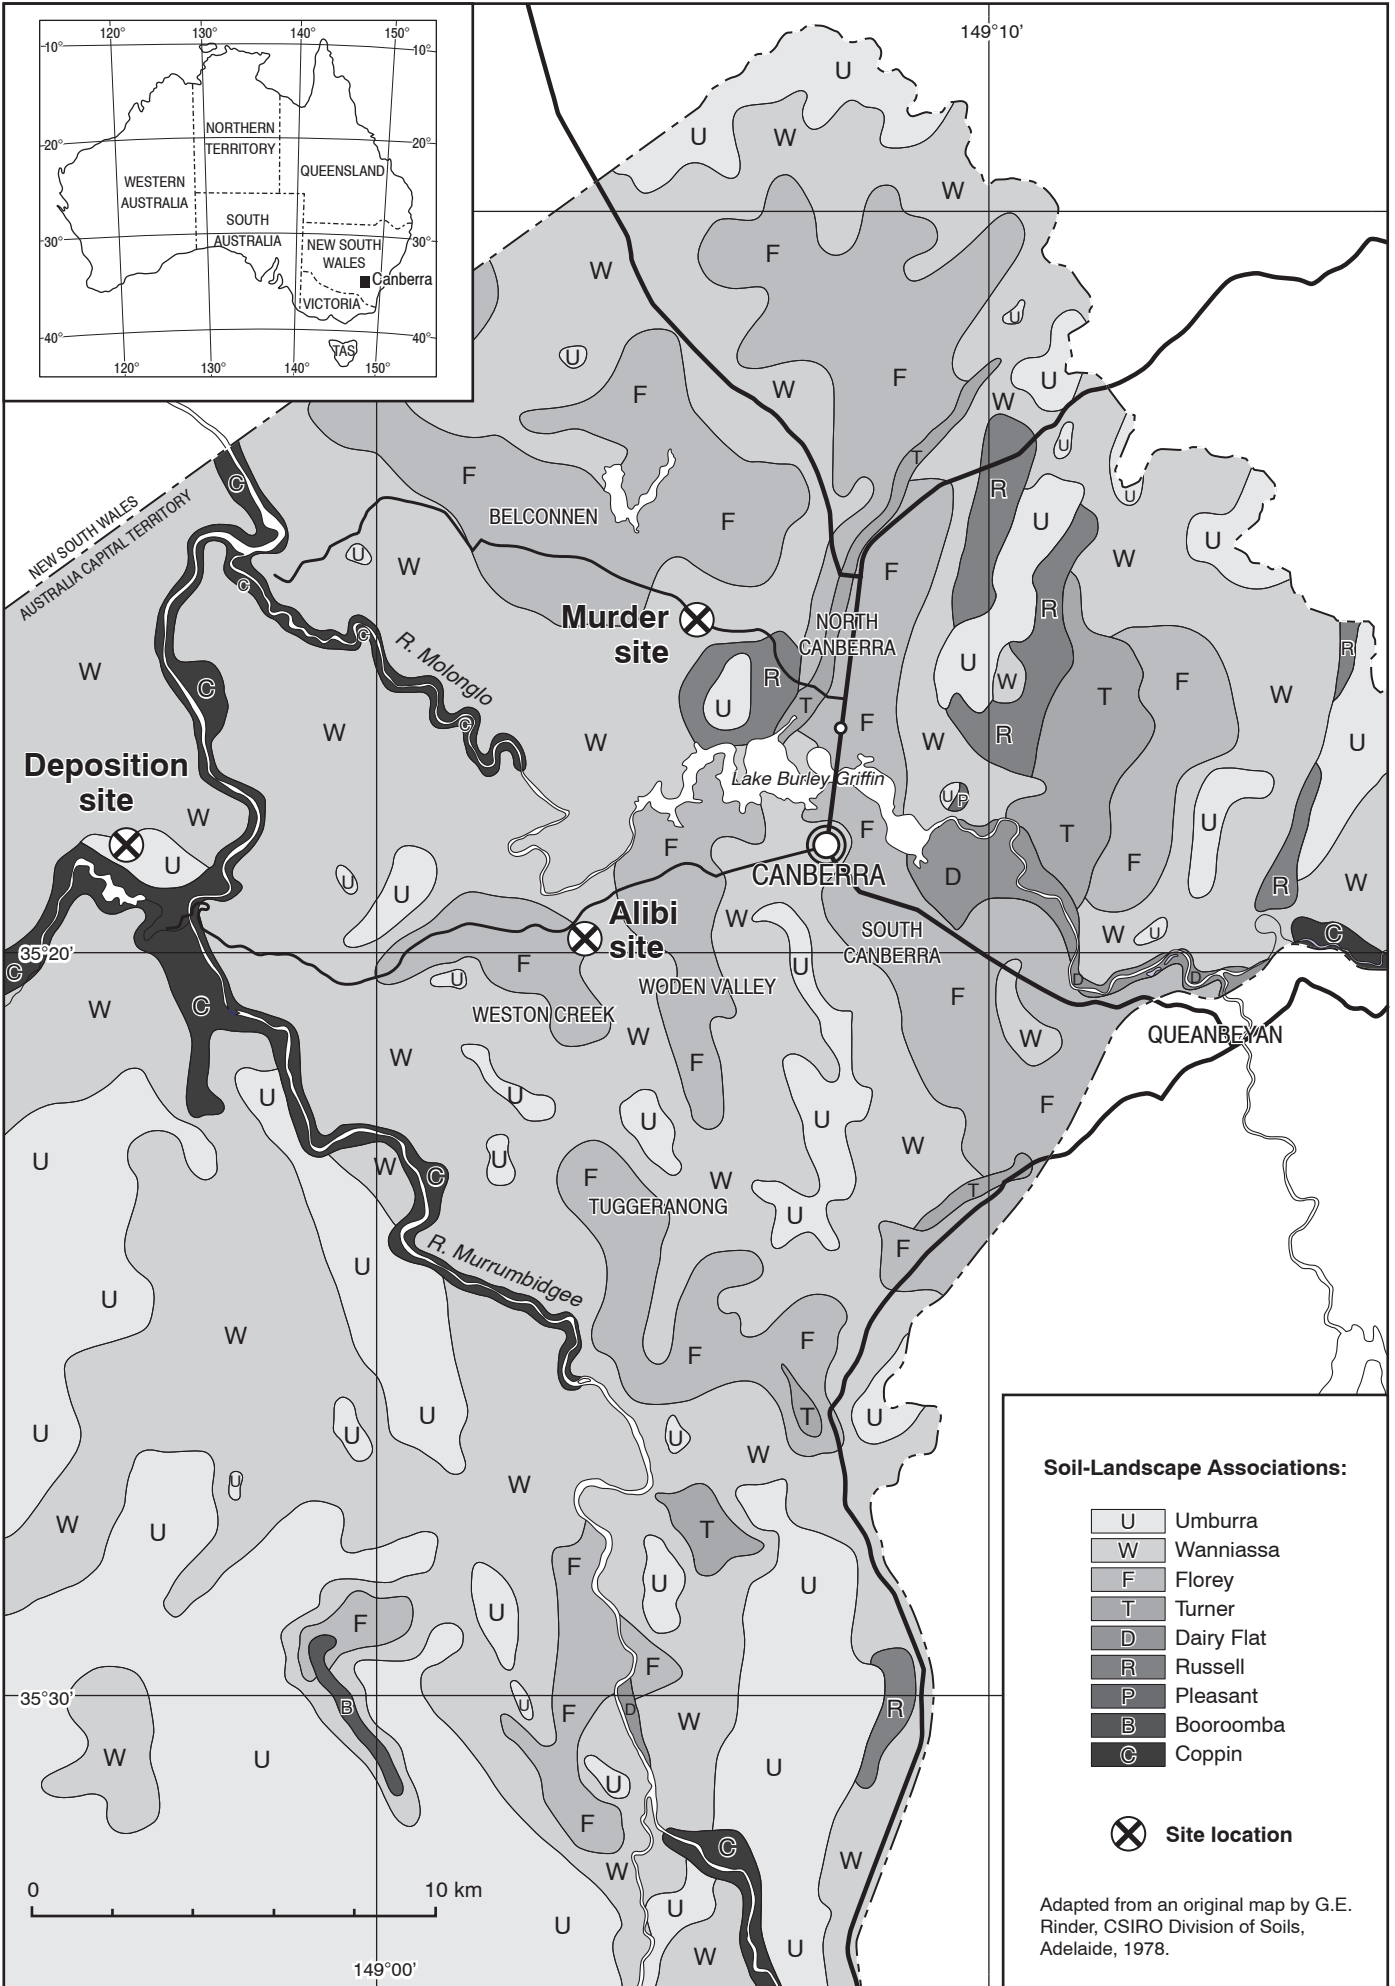 120°
130°
140°
150°
10°
10°
NORTHERN
TERRITORY
20°
20°
QUEENSLAND
WESTERN
AUSTRALIA
SOUTH
AUSTRALIA
30°
30°
NEW SOUTH
WALES
Canberra
VICTORIA
40°
40°
TAS
120°
130°
140°
150°
149°10’
U
U
W
W
F
W
U
U
W
F
F
U
W
T
U
F
C
R
U
U
NEW SOUTH WALES
AUSTRALIA CAPITAL TERRITORY
BELCONNEN
F
U
U
W
W
F
C
R
Murder
site
NORTH
CANBERRA
C
R. Molonglo
W
C
R
U
W
R
T
F
W
U
T
F
C
W
C
W
W
R
U
Deposition
site
Lake Burley Griffin
U
P
W
U
F
F
T
U
F
CANBERRA
D
U
U
R
W
Alibi
site
W
SOUTH
CANBERRA
W
U
C
35°20’
C
F
U
U
D
D
WODEN VALLEY
W
C
WESTON CREEK
F
W
QUEANBEYAN
W
W
F
U
U
U
U
F
U
W
W
C
U
F
W
TUGGERANONG
T
U
R. Murrumbidgee
F
U
U
W
F
F
U
U
U
T
U
U
W
U
W
W
U
T
F
U
U
U
F
F
35°30’
B
U
F
D
W
R
W
U
U
U
F
C
W
W
U
U
U
W
0
10 km
149°00’
Soil-Landscape Associations:
U Umburra
W Wanniassa
F Florey
T Turner
D Dairy Flat
R Russell
P Pleasant
B Booroomba
C Coppin
Site location
Adapted from an original map by G.E.
Rinder, CSIRO Division of Soils,
Adelaide, 1978.